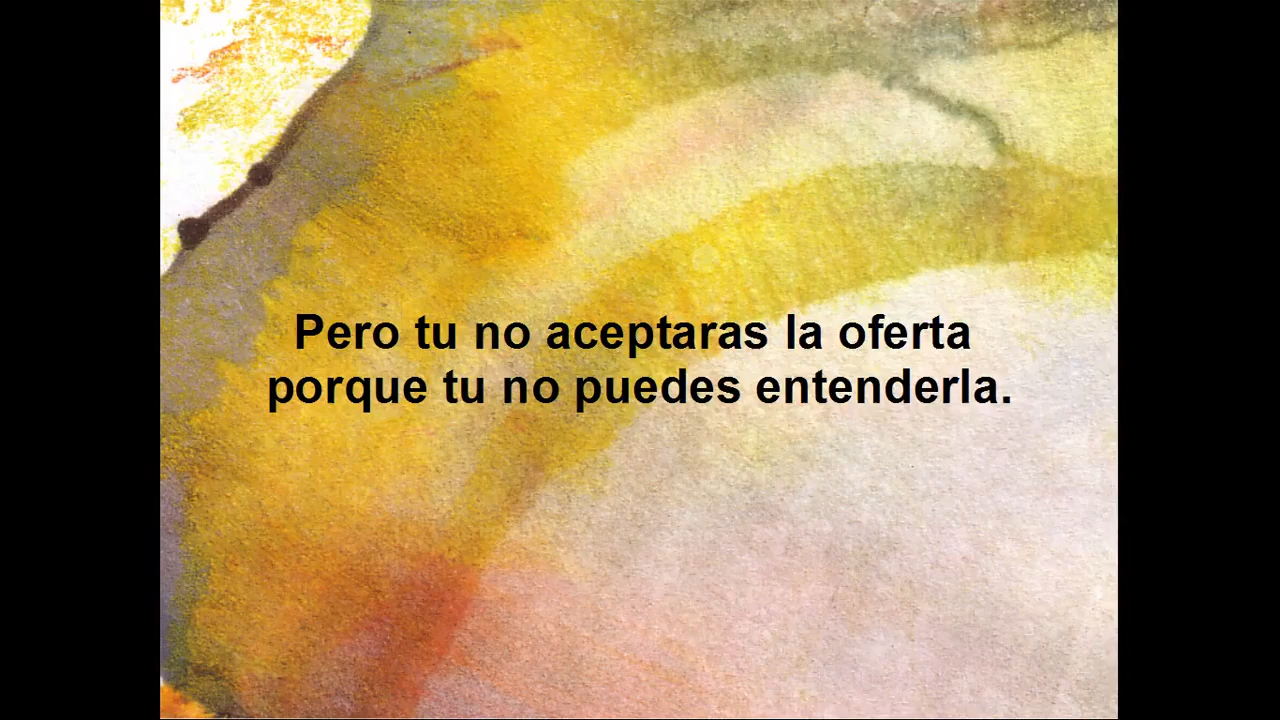 Pero tu no aceptaras la oferta
porque tu no puedes entenderla.